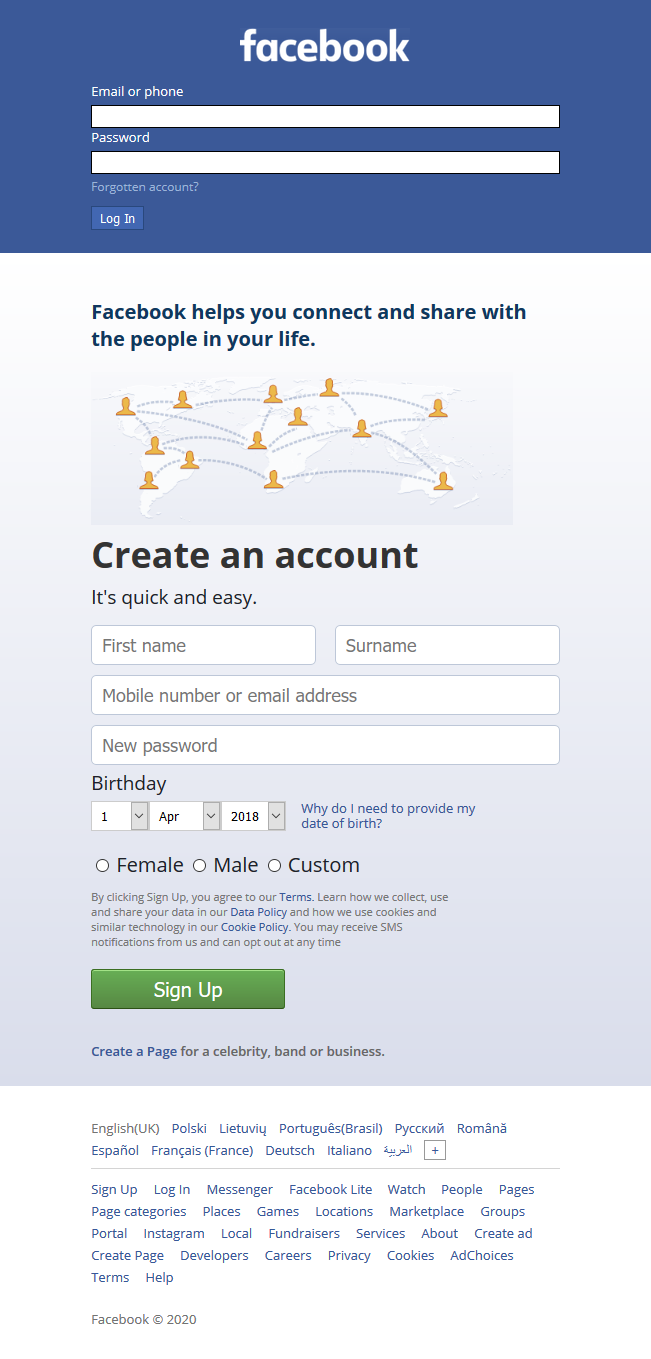 facebook
Email or phone
Password
Forgotten account?
Log In
Facebook helps you connect and share with
the people in your life.
Create an account
It's quick and easy.
First name Surname
Mobile number or email address
New password
Birthday
1 Apr 2018 Why do I need to provide my
date of birth?
Female Male Custom
By clicking Sign Up, you agree to our Terms. Learn how we collect, use
and share your data in our Data Policy and how we use cookies and
similar technology in our Cookie Policy. You may receive SMS
notifications from us and can opt out at any time
Sign Up
Create a Page for a celebrity, band or business.
English(UK) Polski Lietuvių Português(Brasil) Русский Română
Español Français (France) Deutsch Italiano العربية +
Sign Up Log In Messenger Facebook Lite Watch People Pages
Page categories Places Games Locations Marketplace Groups
Portal Instagram Local Fundraisers Services About Create ad
Create Page Developers Careers Privacy Cookies AdChoices
Terms Help
Facebook © 2020